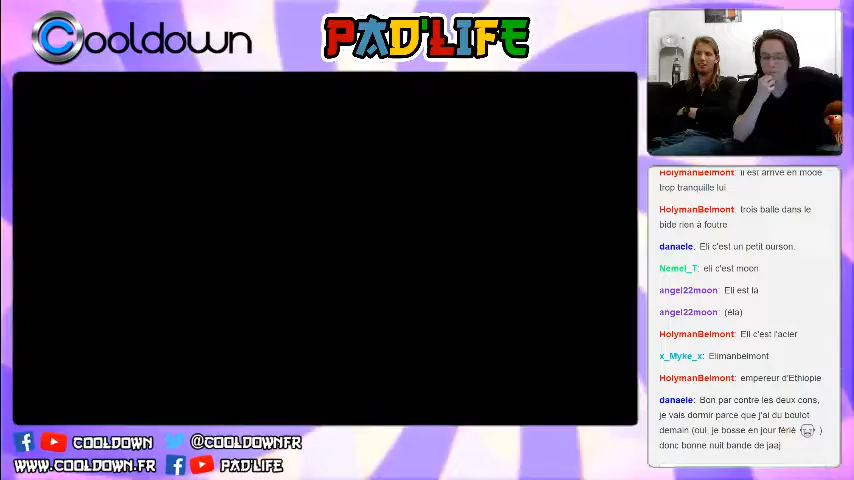 Cooldown
PAD'LIFE
HolymanBelmont: il est arrivé en mode
trop tranquille lui
HolymanBelmont: trois balle dans le
bide rien à foutre
danaele: Eli c'est un petit ourson.
Nemel_T: eli c'est moon
angel22moon: Eli est là
angel22moon: (éla)
HolymanBelmont: Eli c'est l'acier
x_Myke_x: Elimanbelmont
HolymanBelmont: empereur d'Ethiopie
danaele: Bon par contre les deux cons,
je vais dormir parce que j'ai du boulot
demain (oui, je bosse en jour férié )
donc bonne nuit bande de jaaj
COOLDOWN @COOLDOWNFR
WWW.COOLDOWN.FR PAD'LIFE